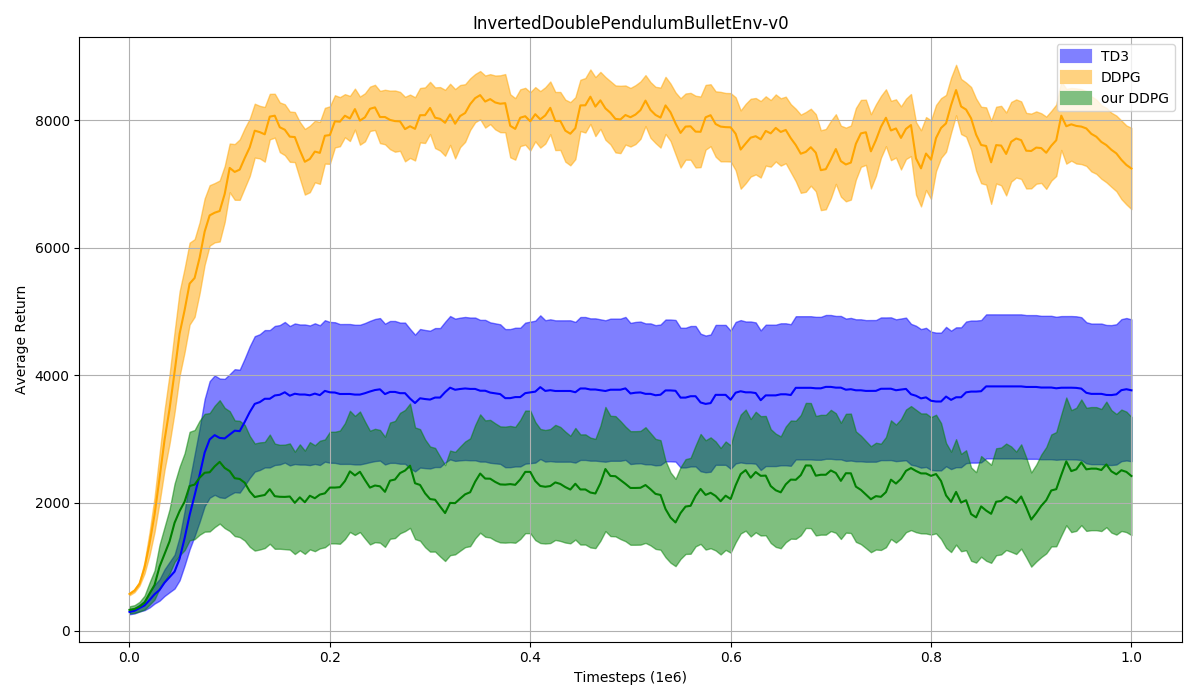 InvertedDoublePendulumBulletEnv-v0
TD3
DDPG
our DDPG
Average Return
8000
6000
4000
2000
0
0.0
0.2
0.4
0.6
0.8
1.0
Timesteps (1e6)